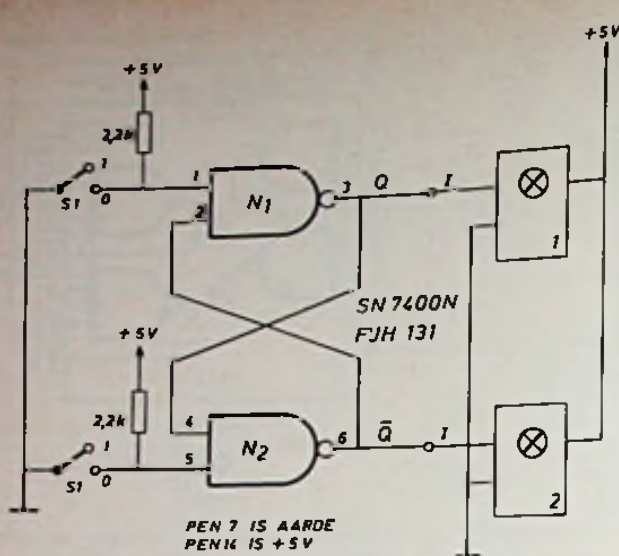 +5V
+5V
2,2k
1
S1
0
1
2
N1
3
Q
I
1
SN 7400N
FJH 131
+5V
2,2k
1
S1
0
4
5
N2
6
Q̅
I
2
PEN 7 IS AARDE
PEN 14 IS +5V